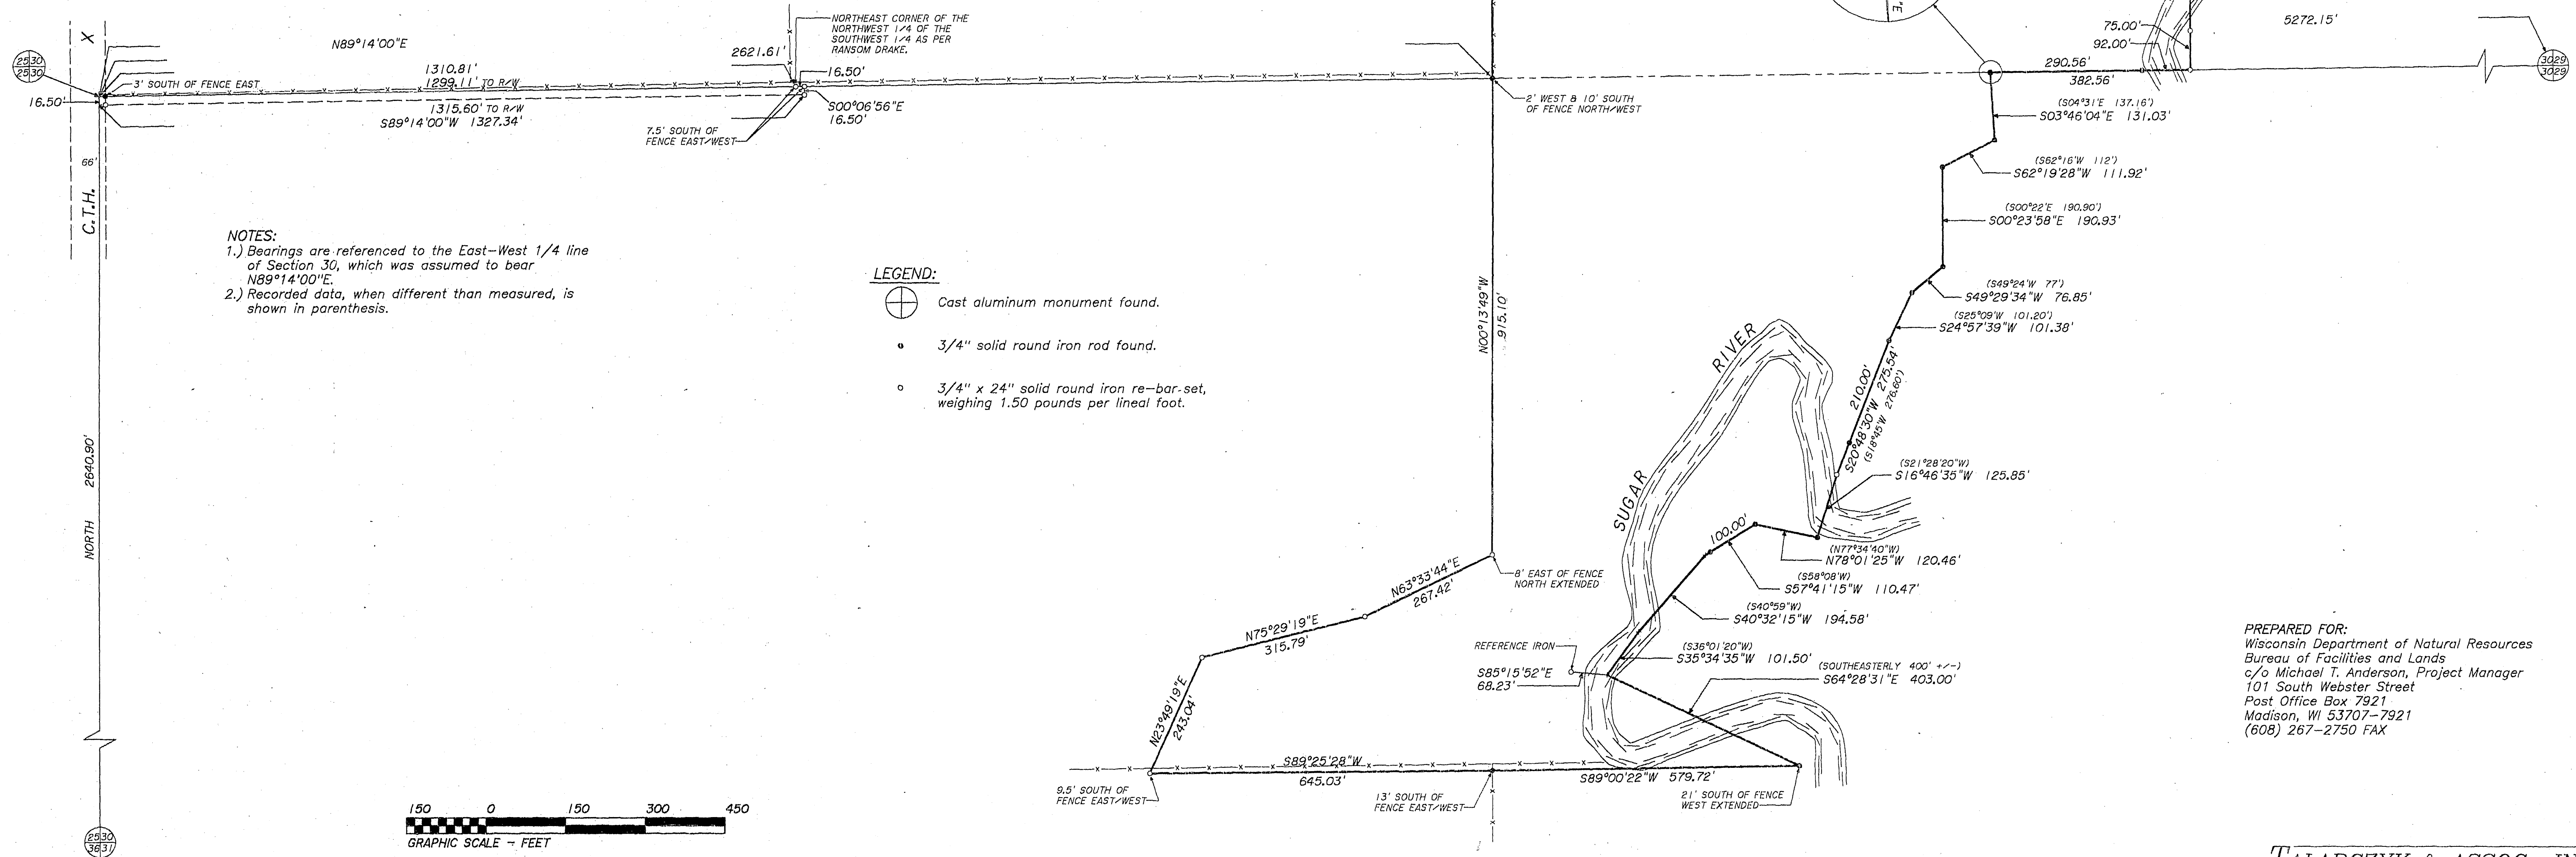 X
C.T.H.
66'
2530
2530
16.50'
3' SOUTH OF FENCE EAST
N89°14'00"E
1310.81'
1299.11' TO R/W
1315.60' TO R/W
S89°14'00"W 1327.34'
2621.61'
NORTHEAST CORNER OF THE
NORTHWEST 1/4 OF THE
SOUTHWEST 1/4 AS PER
RANSOM DRAKE.
16.50'
S00°06'56"E
16.50'
7.5' SOUTH OF
FENCE EAST/WEST
2' WEST & 10' SOUTH
OF FENCE NORTH/WEST
"E
75.00'
92.00'
5272.15'
290.56'
382.56'
3029
3029
(S04°31'E 137.16')
S03°46'04"E 131.03'
(S62°16'W 112')
S62°19'28"W 111.92'
(S00°22'E 190.90')
S00°23'58"E 190.93'
(S49°24'W 77')
S49°29'34"W 76.85'
(S25°09'W 101.20')
S24°57'39"W 101.38'
210.00'
S20°48'30"W 275.54'
(S18°45'W 276.60')
(S21°28'20"W)
S16°46'35"W 125.85'
(N77°34'40"W)
N78°01'25"W 120.46'
100.00'
(S58°08'W)
S57°41'15"W 110.47'
(S40°59'W)
S40°32'15"W 194.58'
(S36°01'20"W)
S35°34'35"W 101.50'
(SOUTHEASTERLY 400' +/-)
S64°28'31"E 403.00'
REFERENCE IRON
S85°15'52"E
68.23'
SUGAR RIVER
NOTES:
1.) Bearings are referenced to the East-West 1/4 line
of Section 30, which was assumed to bear
N89°14'00"E.
2.) Recorded data, when different than measured, is
shown in parenthesis.
LEGEND:
Cast aluminum monument found.
3/4" solid round iron rod found.
3/4" x 24" solid round iron re-bar set,
weighing 1.50 pounds per lineal foot.
N00°13'49"W
915.10'
8' EAST OF FENCE
NORTH EXTENDED
N63°33'44"E
267.42'
N75°29'19"E
315.79'
N23°49'19"E
243.04'
S89°25'28"W
645.03'
S89°00'22"W 579.72'
9.5' SOUTH OF
FENCE EAST/WEST
13' SOUTH OF
FENCE EAST/WEST
21' SOUTH OF FENCE
WEST EXTENDED
NORTH 2640.90'
2530
3631
150 0 150 300 450
GRAPHIC SCALE - FEET
PREPARED FOR:
Wisconsin Department of Natural Resources
Bureau of Facilities and Lands
c/o Michael T. Anderson, Project Manager
101 South Webster Street
Post Office Box 7921
Madison, WI 53707-7921
(608) 267-2750 FAX
TALARCZYK & ASSOC., IN